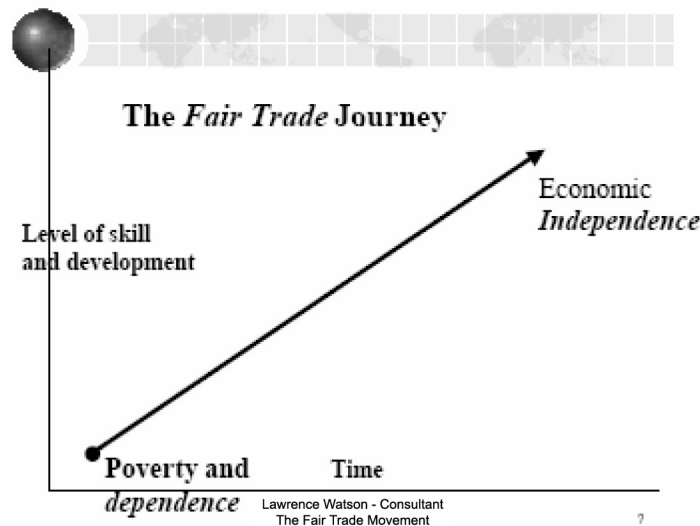 The Fair Trade Journey
Economic
Independence
Level of skill
and development
Poverty and
dependence
Time
Lawrence Watson - Consultant
The Fair Trade Movement
7